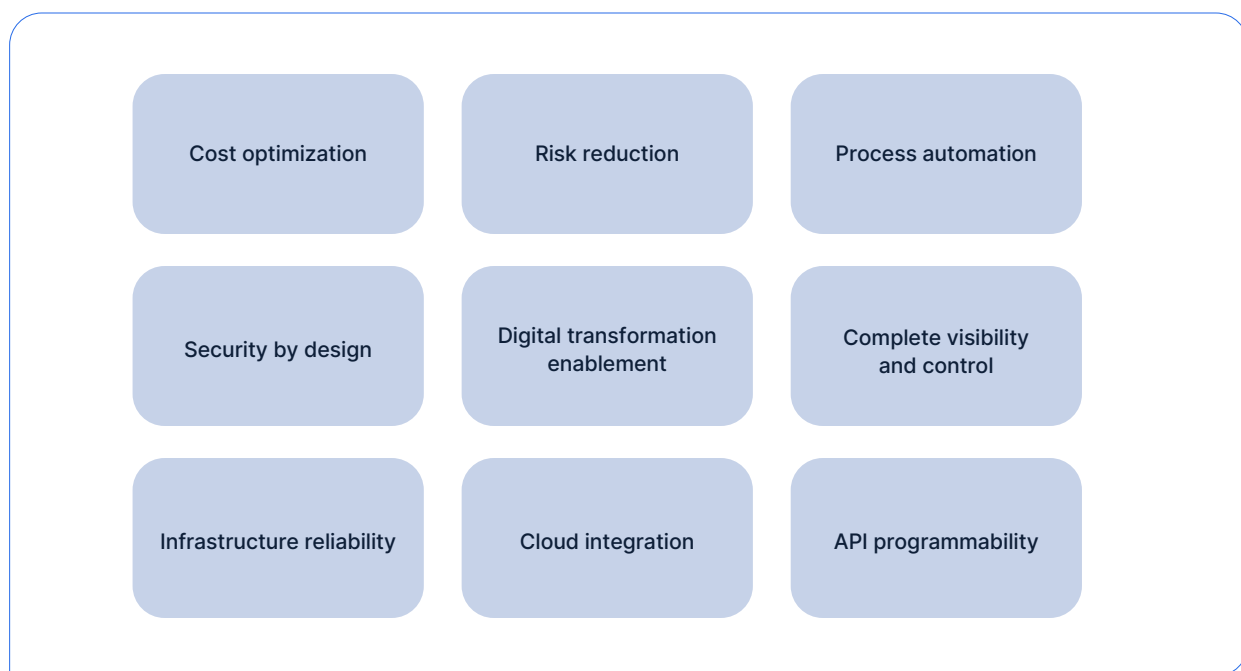 Cost optimization
Risk reduction
Process automation
Security by design
Digital transformation
enablement
Complete visibility
and control
Infrastructure reliability
Cloud integration
API programmability